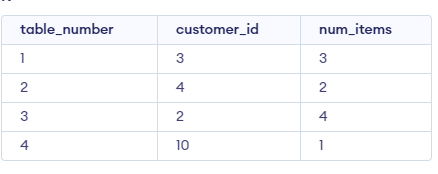 table_number customer_id num_items
1 3 3
2 4 2
3 2 4
4 10 1